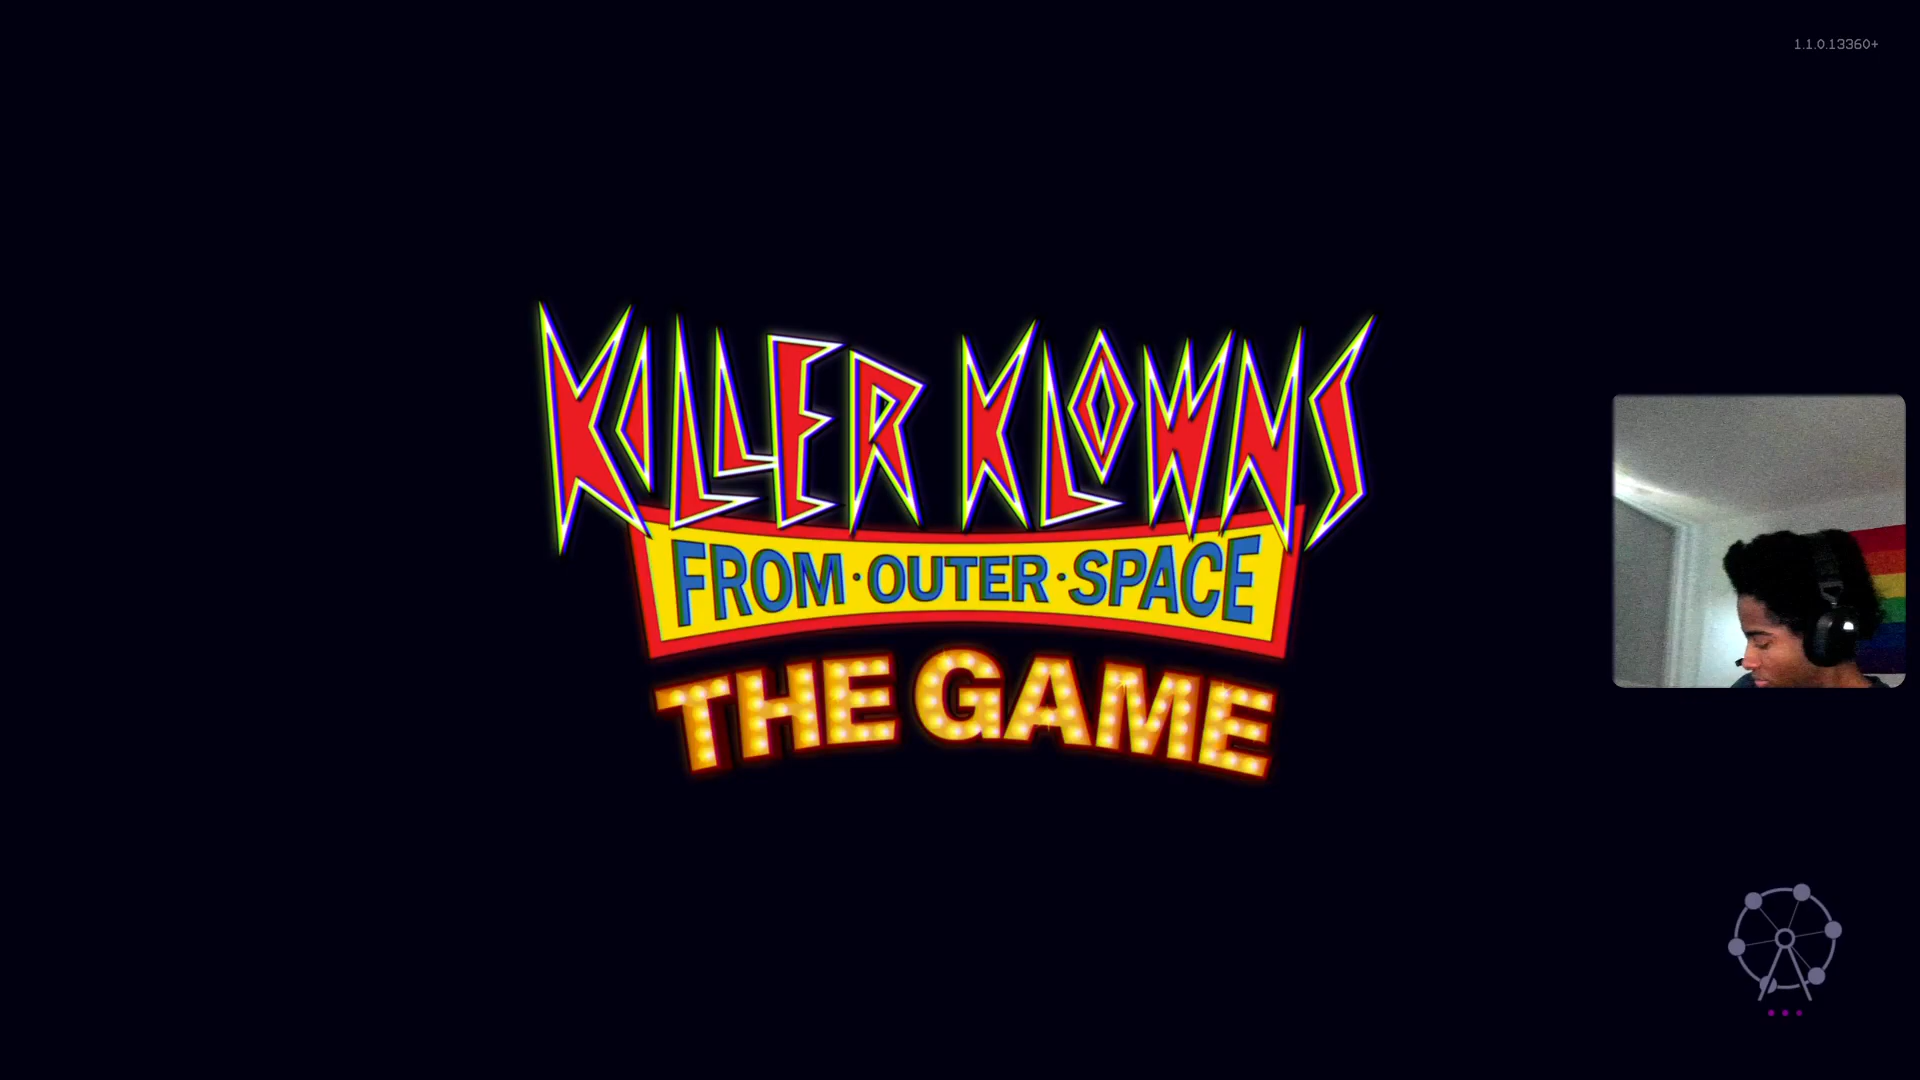 1.1.0.13360+
KILLER KLOWNS
FROM·OUTER·SPACE
THE GAME